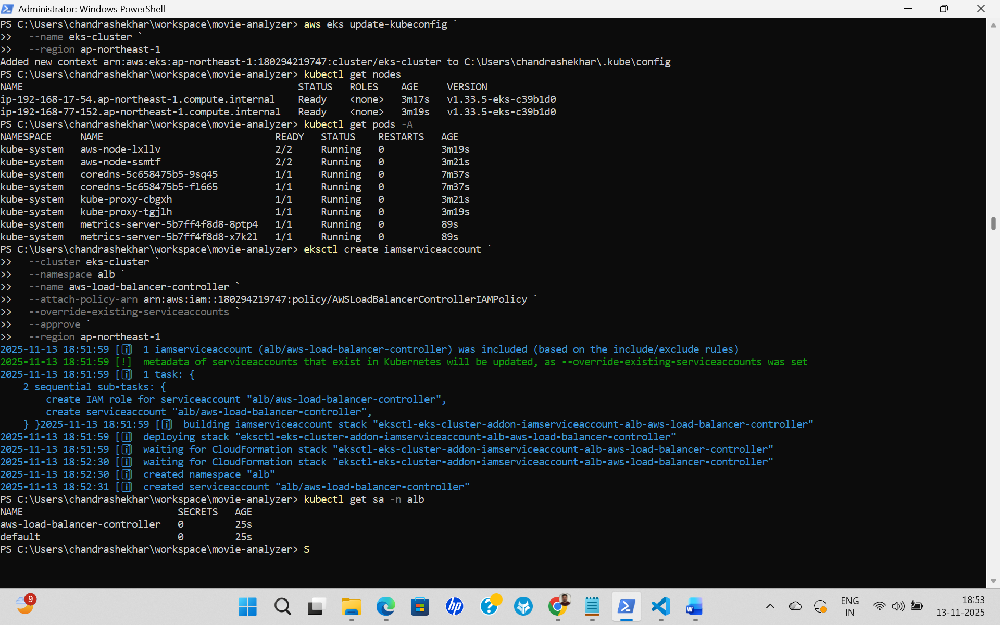 Administrator: Windows PowerShell
PS C:\Users\chandrashekhar\workspace\movie-analyzer> aws eks update-kubeconfig `
>>   --name eks-cluster `
>>   --region ap-northeast-1
Added new context arn:aws:eks:ap-northeast-1:180294219747:cluster/eks-cluster to C:\Users\chandrashekhar\.kube\config
PS C:\Users\chandrashekhar\workspace\movie-analyzer> kubectl get nodes
NAME                                                STATUS   ROLES    AGE     VERSION
ip-192-168-17-54.ap-northeast-1.compute.internal    Ready    <none>   3m17s   v1.33.5-eks-c39b1d0
ip-192-168-77-152.ap-northeast-1.compute.internal   Ready    <none>   3m19s   v1.33.5-eks-c39b1d0
PS C:\Users\chandrashekhar\workspace\movie-analyzer> kubectl get pods -A
NAMESPACE     NAME                              READY   STATUS    RESTARTS   AGE
kube-system   aws-node-lxllv                    2/2     Running   0          3m19s
kube-system   aws-node-ssmtf                    2/2     Running   0          3m21s
kube-system   coredns-5c658475b5-9sq45          1/1     Running   0          7m37s
kube-system   coredns-5c658475b5-fl665          1/1     Running   0          7m37s
kube-system   kube-proxy-cbgxh                  1/1     Running   0          3m21s
kube-system   kube-proxy-tgjlh                  1/1     Running   0          3m19s
kube-system   metrics-server-5b7ff4f8d8-8ptp4   1/1     Running   0          89s
kube-system   metrics-server-5b7ff4f8d8-x7k2l   1/1     Running   0          89s
PS C:\Users\chandrashekhar\workspace\movie-analyzer> eksctl create iamserviceaccount `
>>   --cluster eks-cluster `
>>   --namespace alb `
>>   --name aws-load-balancer-controller `
>>   --attach-policy-arn arn:aws:iam::180294219747:policy/AWSLoadBalancerControllerIAMPolicy `
>>   --override-existing-serviceaccounts `
>>   --approve `
>>   --region ap-northeast-1
2025-11-13 18:51:59 [ℹ]  1 iamserviceaccount (alb/aws-load-balancer-controller) was included (based on the include/exclude rules)
2025-11-13 18:51:59 [!]  metadata of serviceaccounts that exist in Kubernetes will be updated, as --override-existing-serviceaccounts was set
2025-11-13 18:51:59 [ℹ]  1 task: {
    2 sequential sub-tasks: {
        create IAM role for serviceaccount "alb/aws-load-balancer-controller",
        create serviceaccount "alb/aws-load-balancer-controller",
    } }2025-11-13 18:51:59 [ℹ]  building iamserviceaccount stack "eksctl-eks-cluster-addon-iamserviceaccount-alb-aws-load-balancer-controller"
2025-11-13 18:51:59 [ℹ]  deploying stack "eksctl-eks-cluster-addon-iamserviceaccount-alb-aws-load-balancer-controller"
2025-11-13 18:51:59 [ℹ]  waiting for CloudFormation stack "eksctl-eks-cluster-addon-iamserviceaccount-alb-aws-load-balancer-controller"
2025-11-13 18:52:30 [ℹ]  waiting for CloudFormation stack "eksctl-eks-cluster-addon-iamserviceaccount-alb-aws-load-balancer-controller"
2025-11-13 18:52:30 [ℹ]  created namespace "alb"
2025-11-13 18:52:31 [ℹ]  created serviceaccount "alb/aws-load-balancer-controller"
PS C:\Users\chandrashekhar\workspace\movie-analyzer> kubectl get sa -n alb
NAME                           SECRETS   AGE
aws-load-balancer-controller   0         25s
default                        0         25s
PS C:\Users\chandrashekhar\workspace\movie-analyzer> S
9
hp
?
W
ENG
IN
18:53
13-11-2025